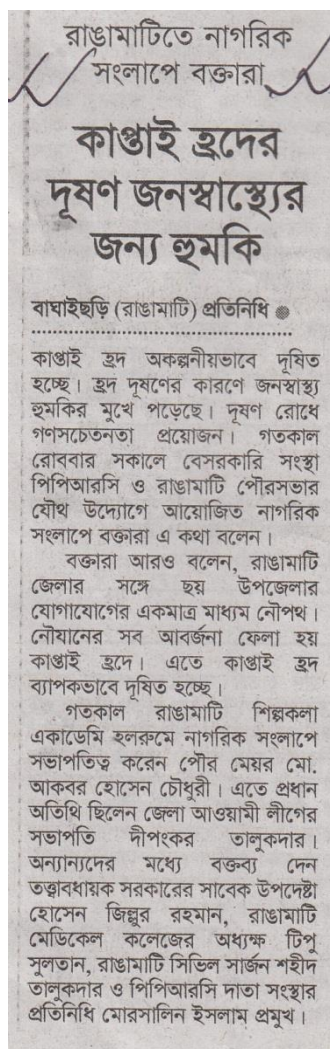 রাঙামাটিতে নাগরিক
সংলাপে বক্তারা
কাপ্তাই হ্রদের
দূষণ জনস্বাস্থ্যের
জন্য হুমকি
বাঘাইছড়ি (রাঙামাটি) প্রতিনিধি
কাপ্তাই হ্রদ অকল্পনীয়ভাবে দূষিত
হচ্ছে। হ্রদ দূষণের কারণে জনস্বাস্থ্য
হুমকির মুখে পড়েছে। দূষণ রোধে
গণসচেতনতা প্রয়োজন। গতকাল
রোববার সকালে বেসরকারি সংস্থা
পিপিআরসি ও রাঙামাটি পৌরসভার
যৌথ উদ্যোগে আয়োজিত নাগরিক
সংলাপে বক্তারা এ কথা বলেন।
বক্তারা আরও বলেন, রাঙামাটি
জেলার সঙ্গে ছয় উপজেলার
যোগাযোগের একমাত্র মাধ্যম নৌপথ।
নৌযানের সব আবর্জনা ফেলা হয়
কাপ্তাই হ্রদে। এতে কাপ্তাই হ্রদ
ব্যাপকভাবে দূষিত হচ্ছে।
গতকাল রাঙামাটি শিল্পকলা
একাডেমি হলরুমে নাগরিক সংলাপে
সভাপতিত্ব করেন পৌর মেয়র মো.
আকবর হোসেন চৌধুরী। এতে প্রধান
অতিথি ছিলেন জেলা আওয়ামী লীগের
সভাপতি দীপংকর তালুকদার।
অন্যান্যদের মধ্যে বক্তব্য দেন
তত্ত্বাবধায়ক সরকারের সাবেক উপদেষ্টা
হোসেন জিল্লুর রহমান, রাঙামাটি
মেডিকেল কলেজের অধ্যক্ষ টিপু
সুলতান, রাঙামাটি সিভিল সার্জন শহীদ
তালুকদার ও পিপিআরসি দাতা সংস্থার
প্রতিনিধি মোরসালিন ইসলাম প্রমুখ।